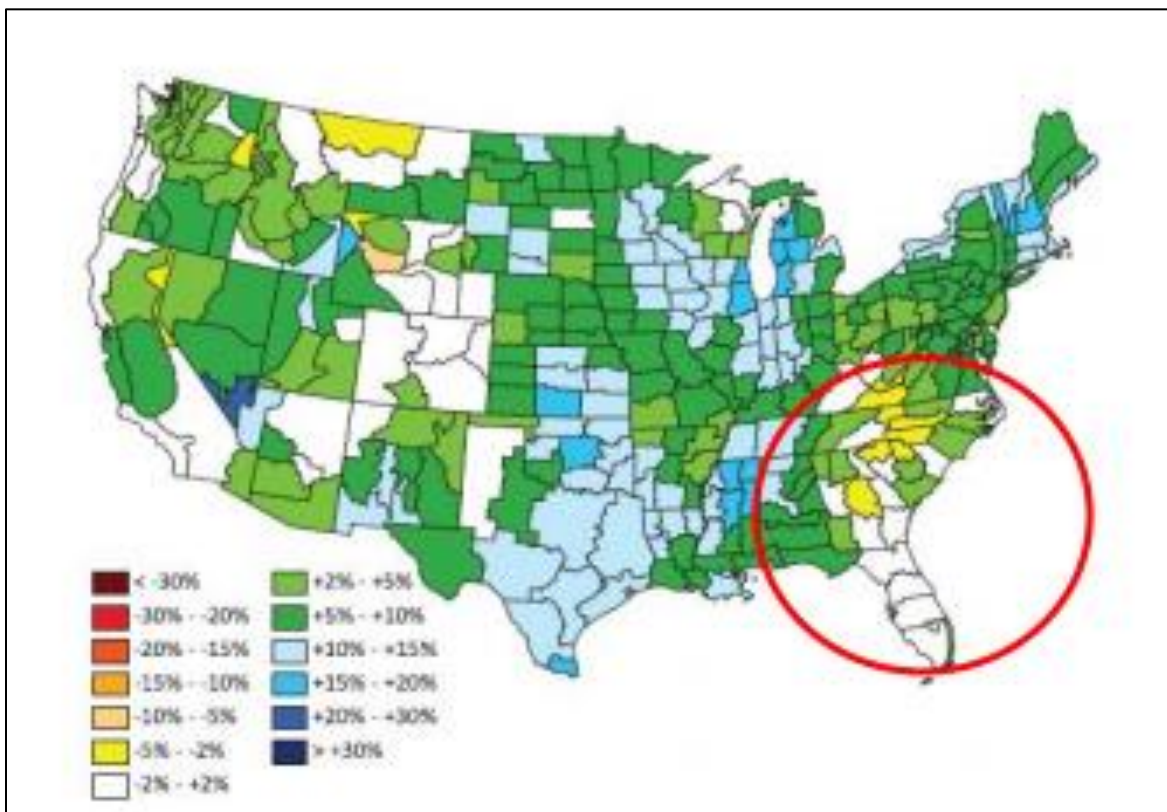 < -30%
-30% - -20%
-20% - -15%
-15% - -10%
-10% - -5%
-5% - -2%
-2% - +2%
+2% - +5%
+5% - +10%
+10% - +15%
+15% - +20%
+20% - +30%
> +30%